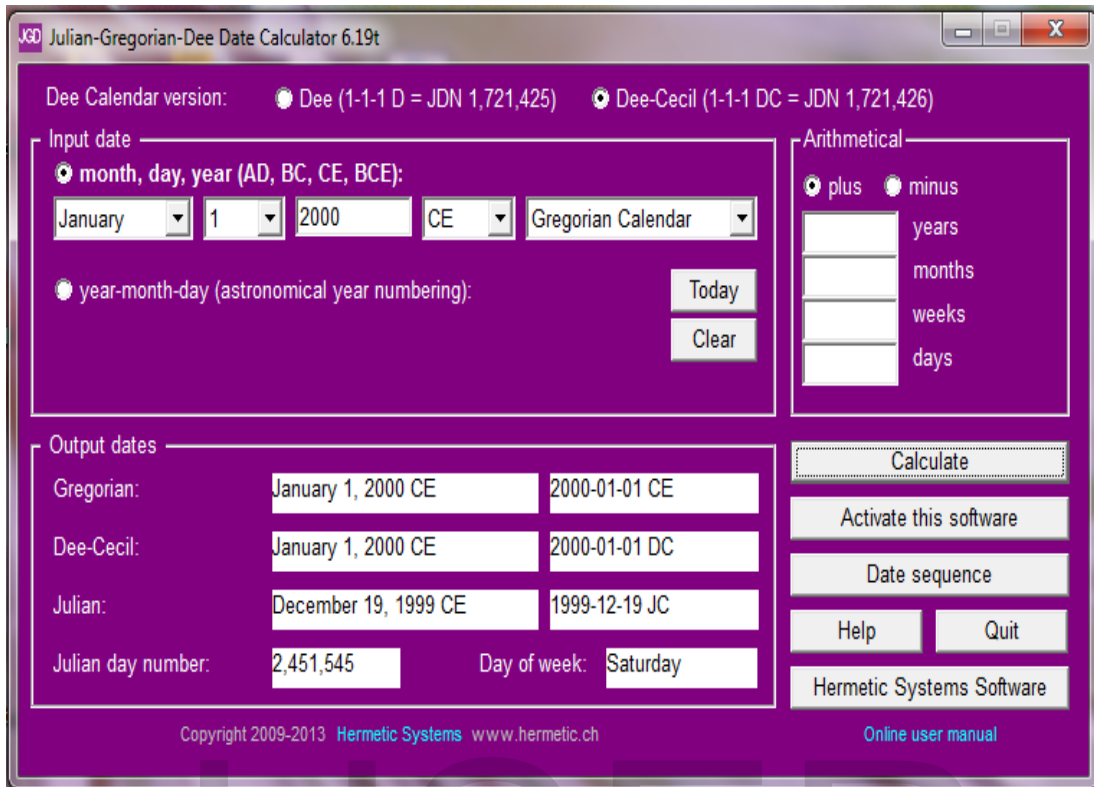 JGD Julian-Gregorian-Dee Date Calculator 6.19t
Dee Calendar version: Dee (1-1-1 D = JDN 1,721,425) Dee-Cecil (1-1-1 DC = JDN 1,721,426)
Input date
month, day, year (AD, BC, CE, BCE):
January 1 2000 CE Gregorian Calendar
year-month-day (astronomical year numbering):
Today
Clear
Arithmetical
plus minus
years
months
weeks
days
Output dates
Gregorian: January 1, 2000 CE 2000-01-01 CE
Dee-Cecil: January 1, 2000 CE 2000-01-01 DC
Julian: December 19, 1999 CE 1999-12-19 JC
Julian day number: 2,451,545 Day of week: Saturday
Calculate
Activate this software
Date sequence
Help Quit
Hermetic Systems Software
Copyright 2009-2013 Hermetic Systems www.hermetic.ch
Online user manual